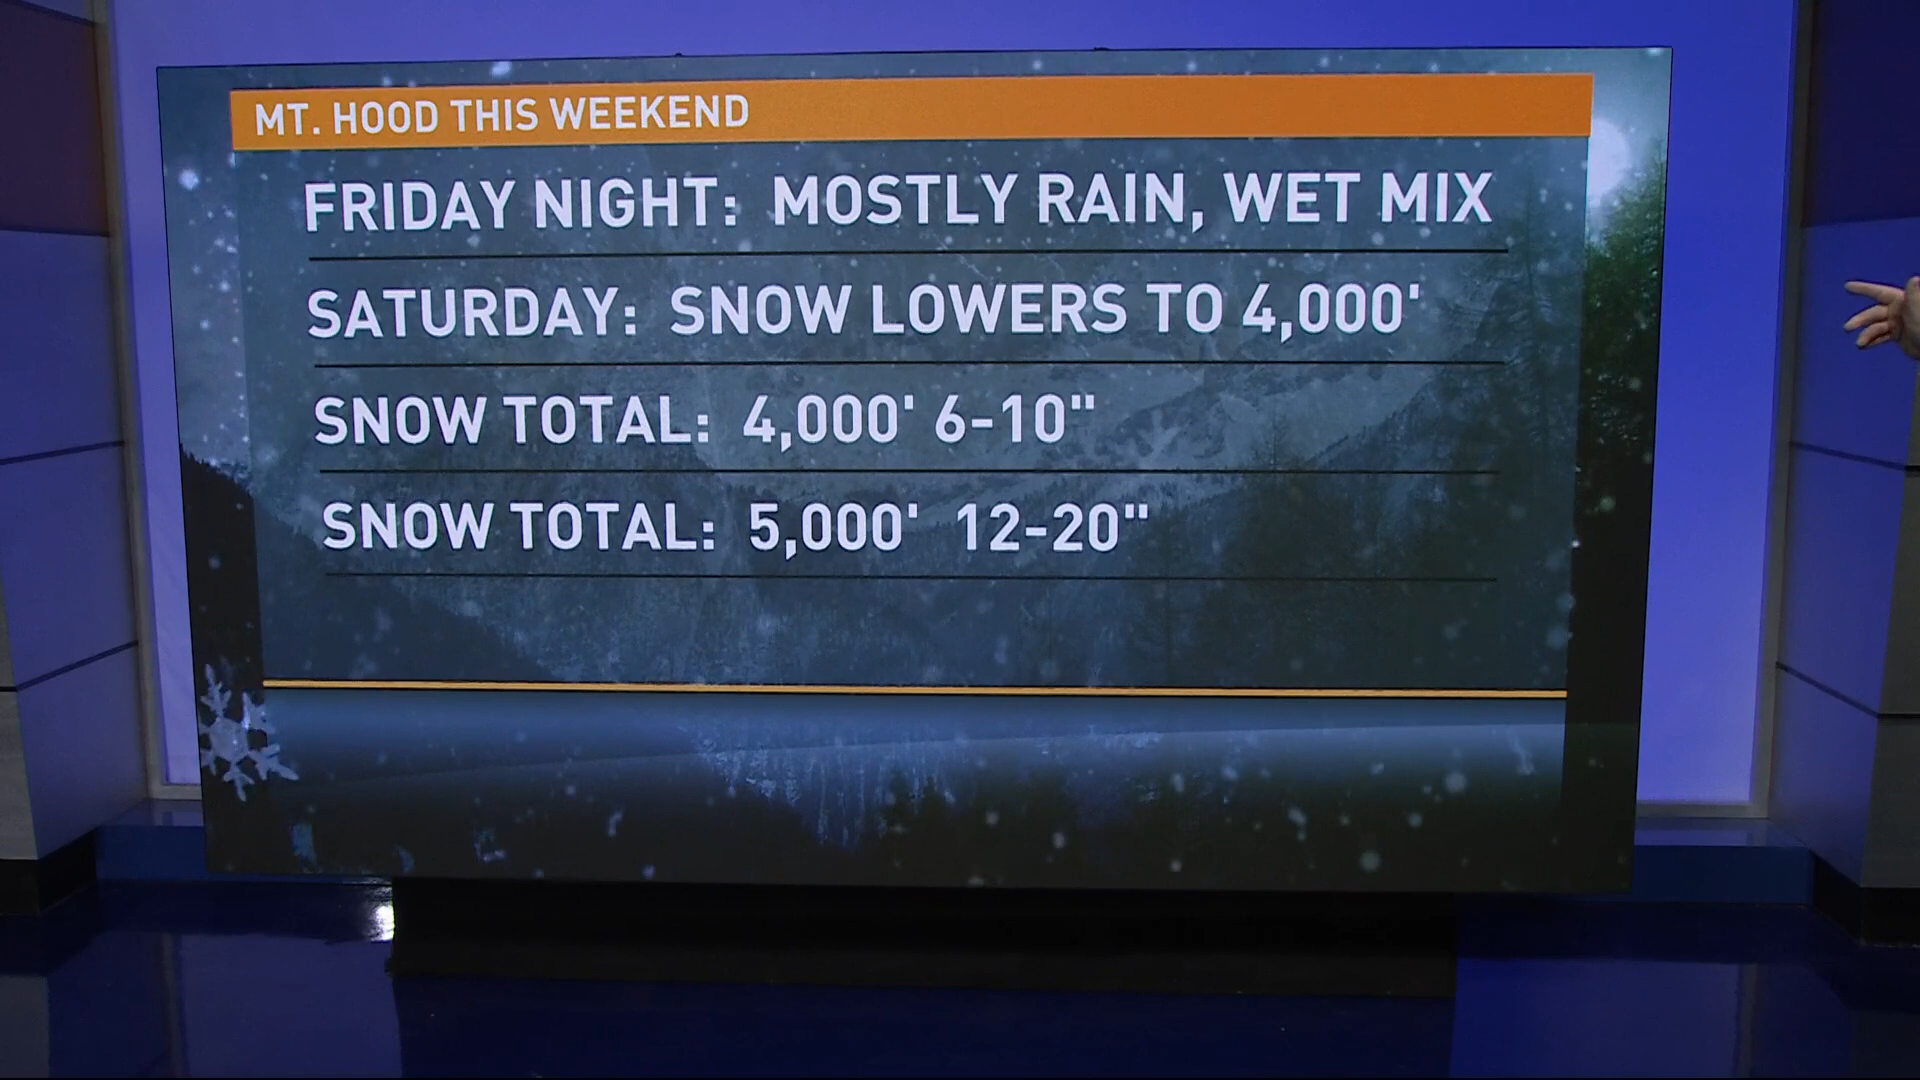 MT. HOOD THIS WEEKEND
FRIDAY NIGHT: MOSTLY RAIN, WET MIX
SATURDAY: SNOW LOWERS TO 4,000'
SNOW TOTAL: 4,000' 6-10"
SNOW TOTAL: 5,000' 12-20"